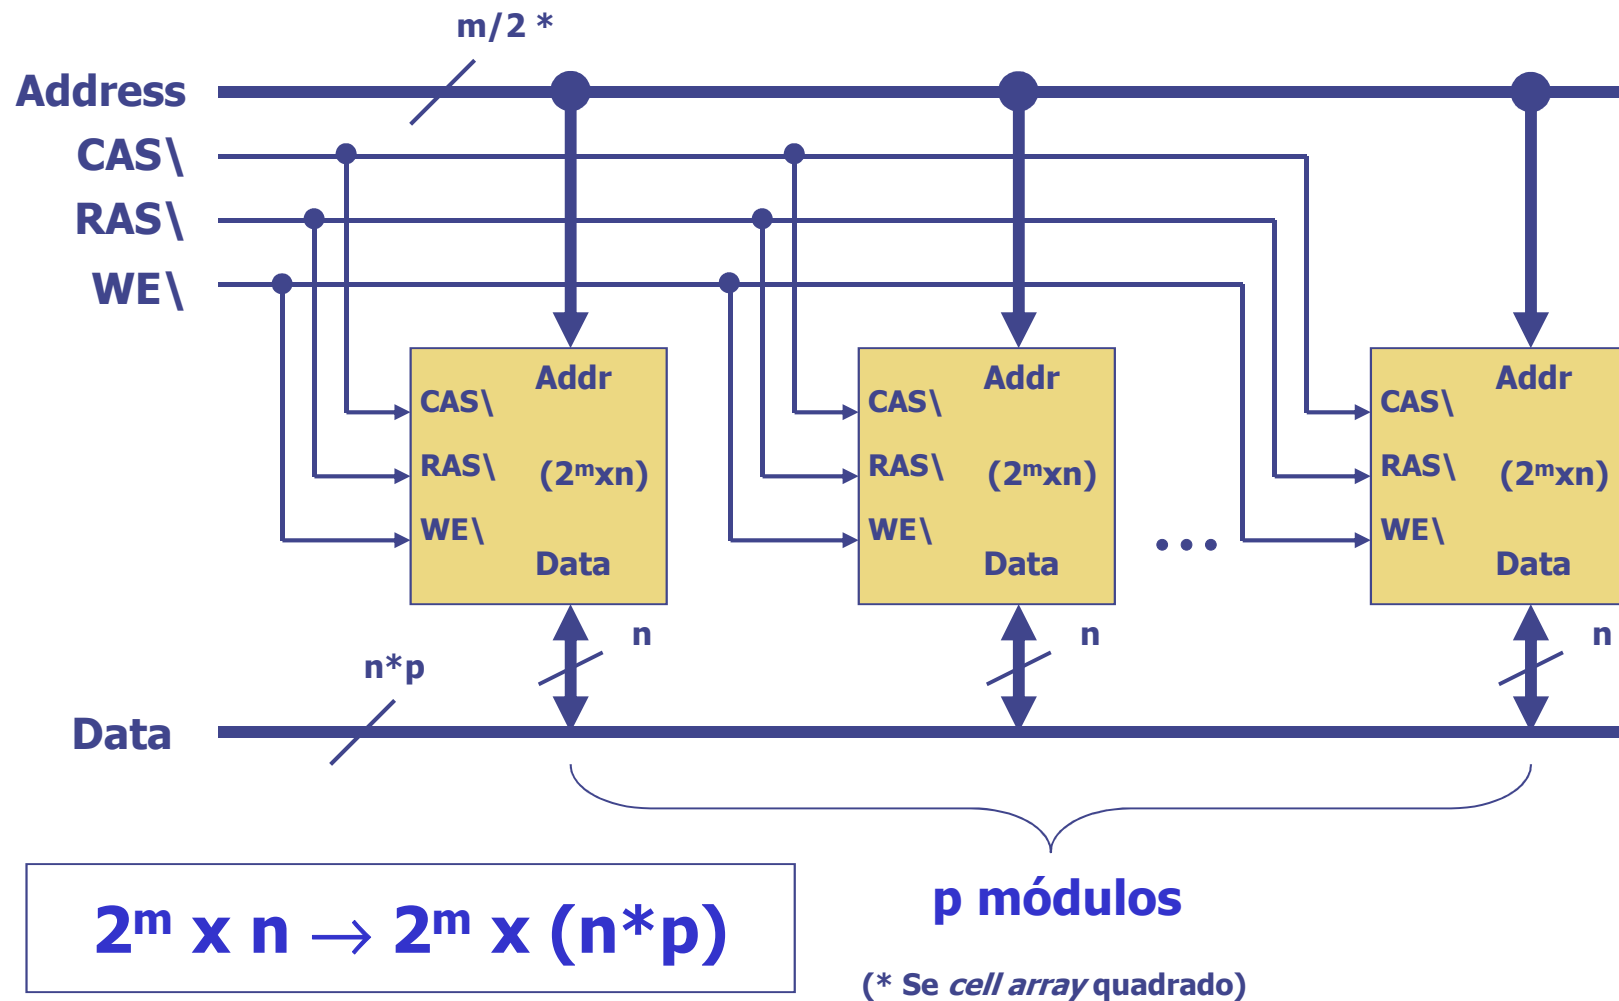 m/2 *
Address
CAS\
RAS\
WE\
Addr
CAS\
RAS\
(2ᵐxn)
WE\
Data
n
Addr
CAS\
RAS\
(2ᵐxn)
WE\
Data
n
...
Addr
CAS\
RAS\
(2ᵐxn)
WE\
Data
n
n*p
Data
2ᵐ x n → 2ᵐ x (n*p)
p módulos
(* Se cell array quadrado)